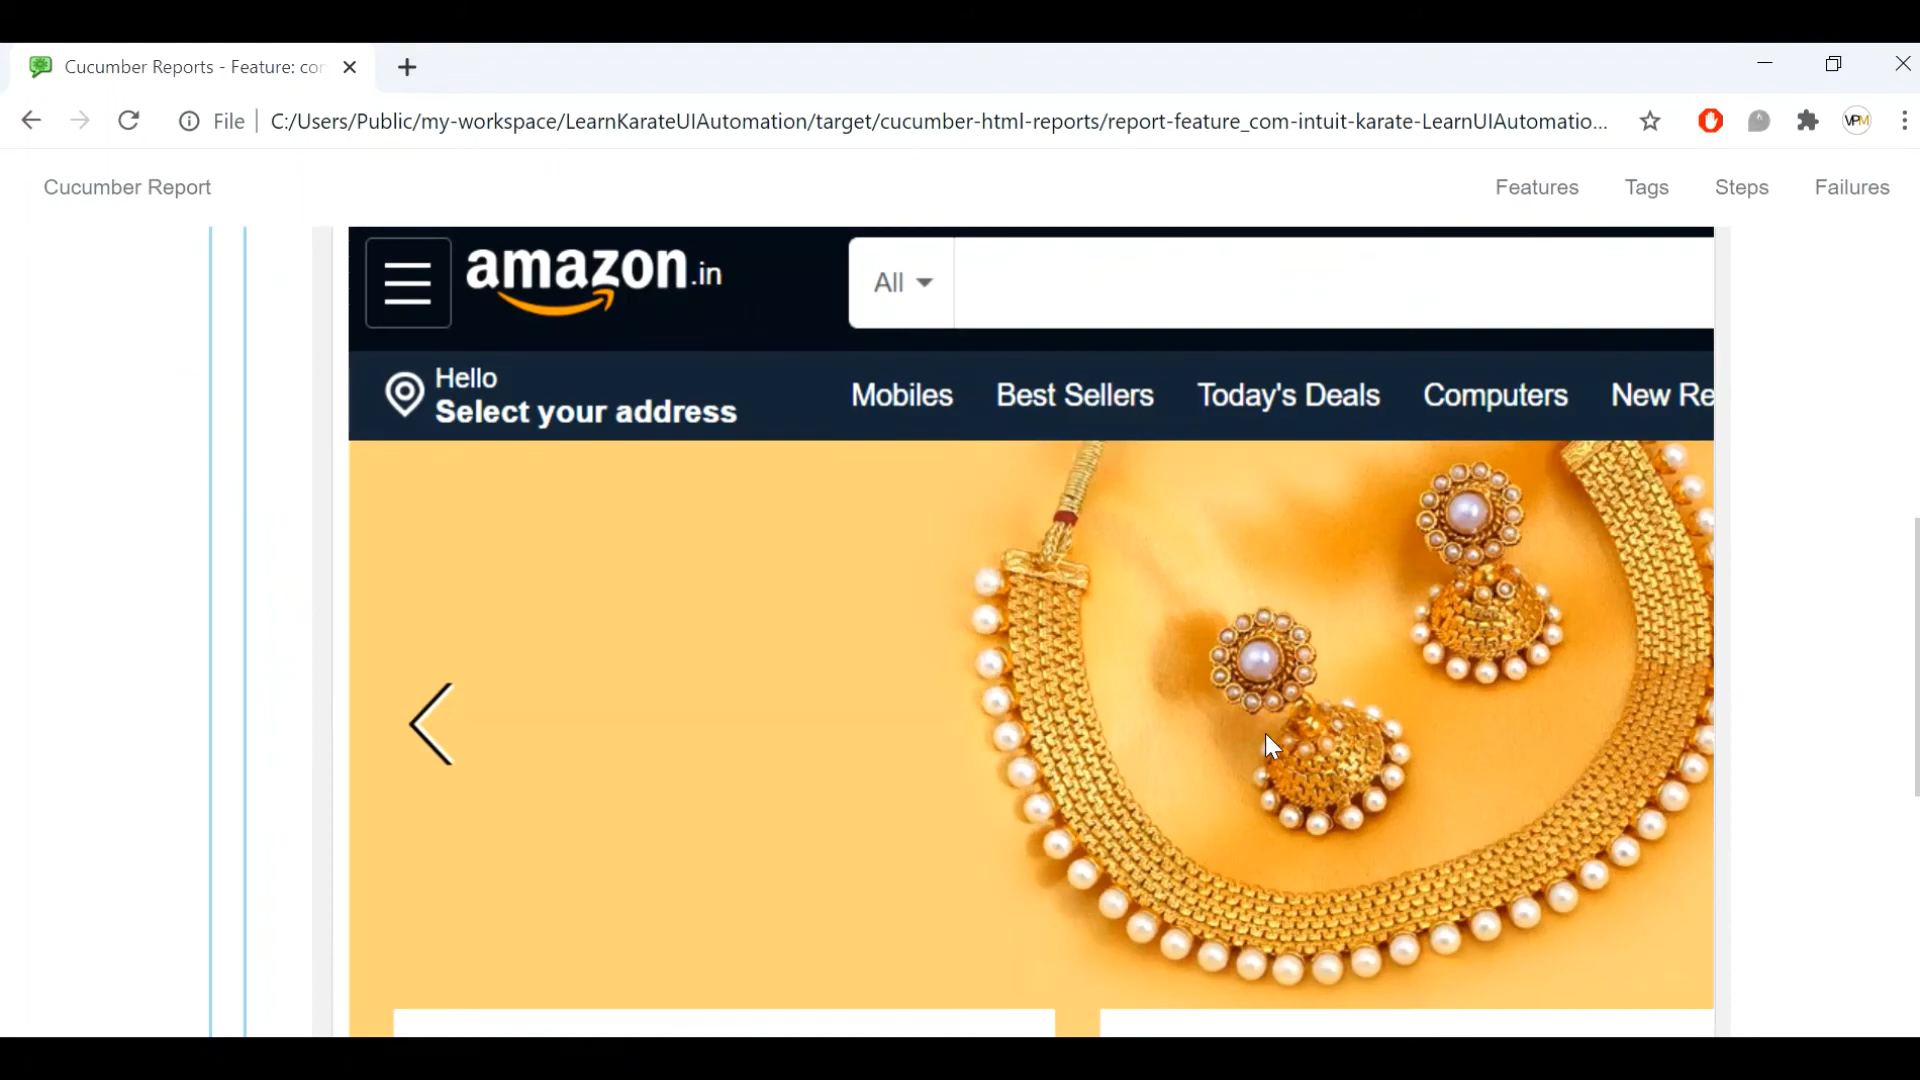 Cucumber Reports - Feature: co
File
C:/Users/Public/my-workspace/LearnKarateUIAutomation/target/cucumber-html-reports/report-feature_com-intuit-karate-LearnUIAutomatio...
VPM
Cucumber Report
Features Tags Steps Failures
amazon.in
All
Hello
Select your address
Mobiles Best Sellers Today's Deals Computers New Re